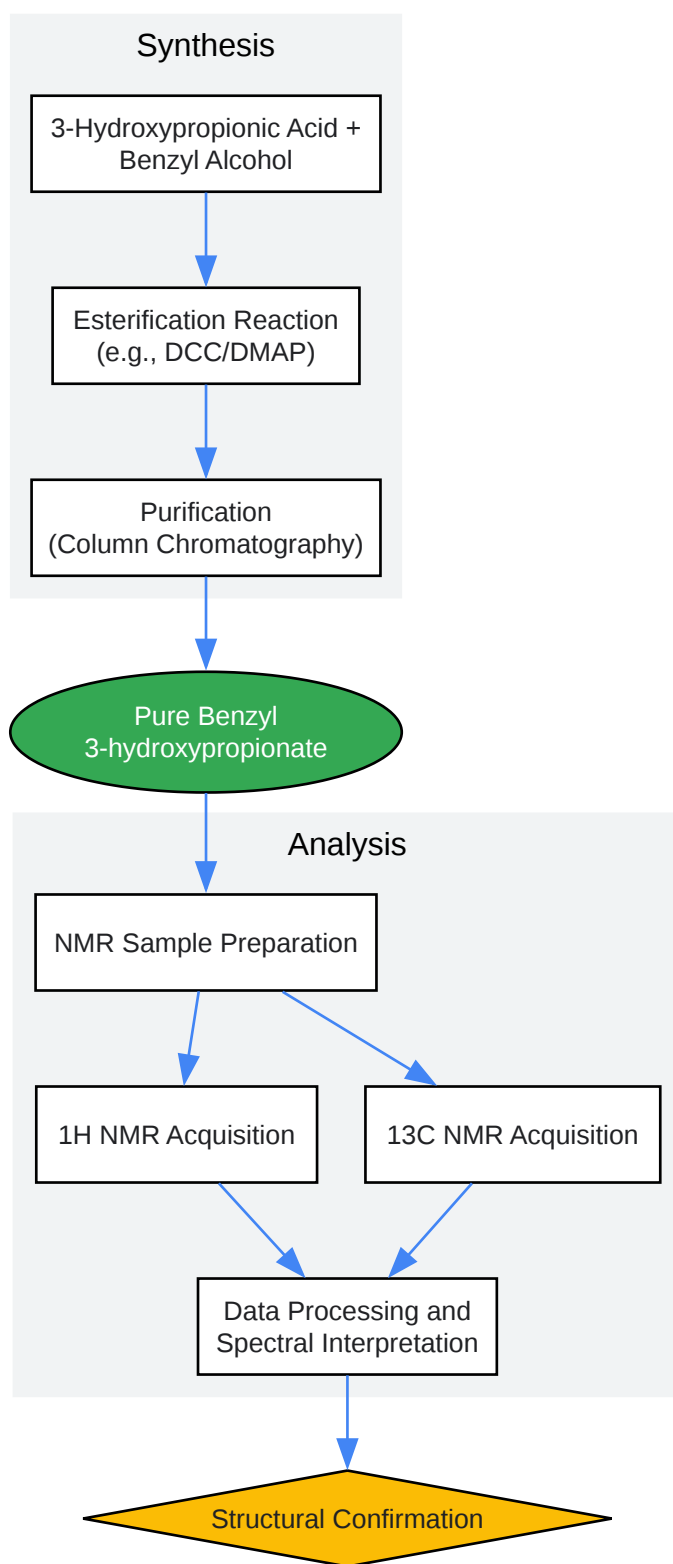 Synthesis
3-Hydroxypropionic Acid +
Benzyl Alcohol
Esterification Reaction
(e.g., DCC/DMAP)
Purification
(Column Chromatography)
Pure Benzyl
3-hydroxypropionate
Analysis
NMR Sample Preparation
1H NMR Acquisition
13C NMR Acquisition
Data Processing and
Spectral Interpretation
Structural Confirmation